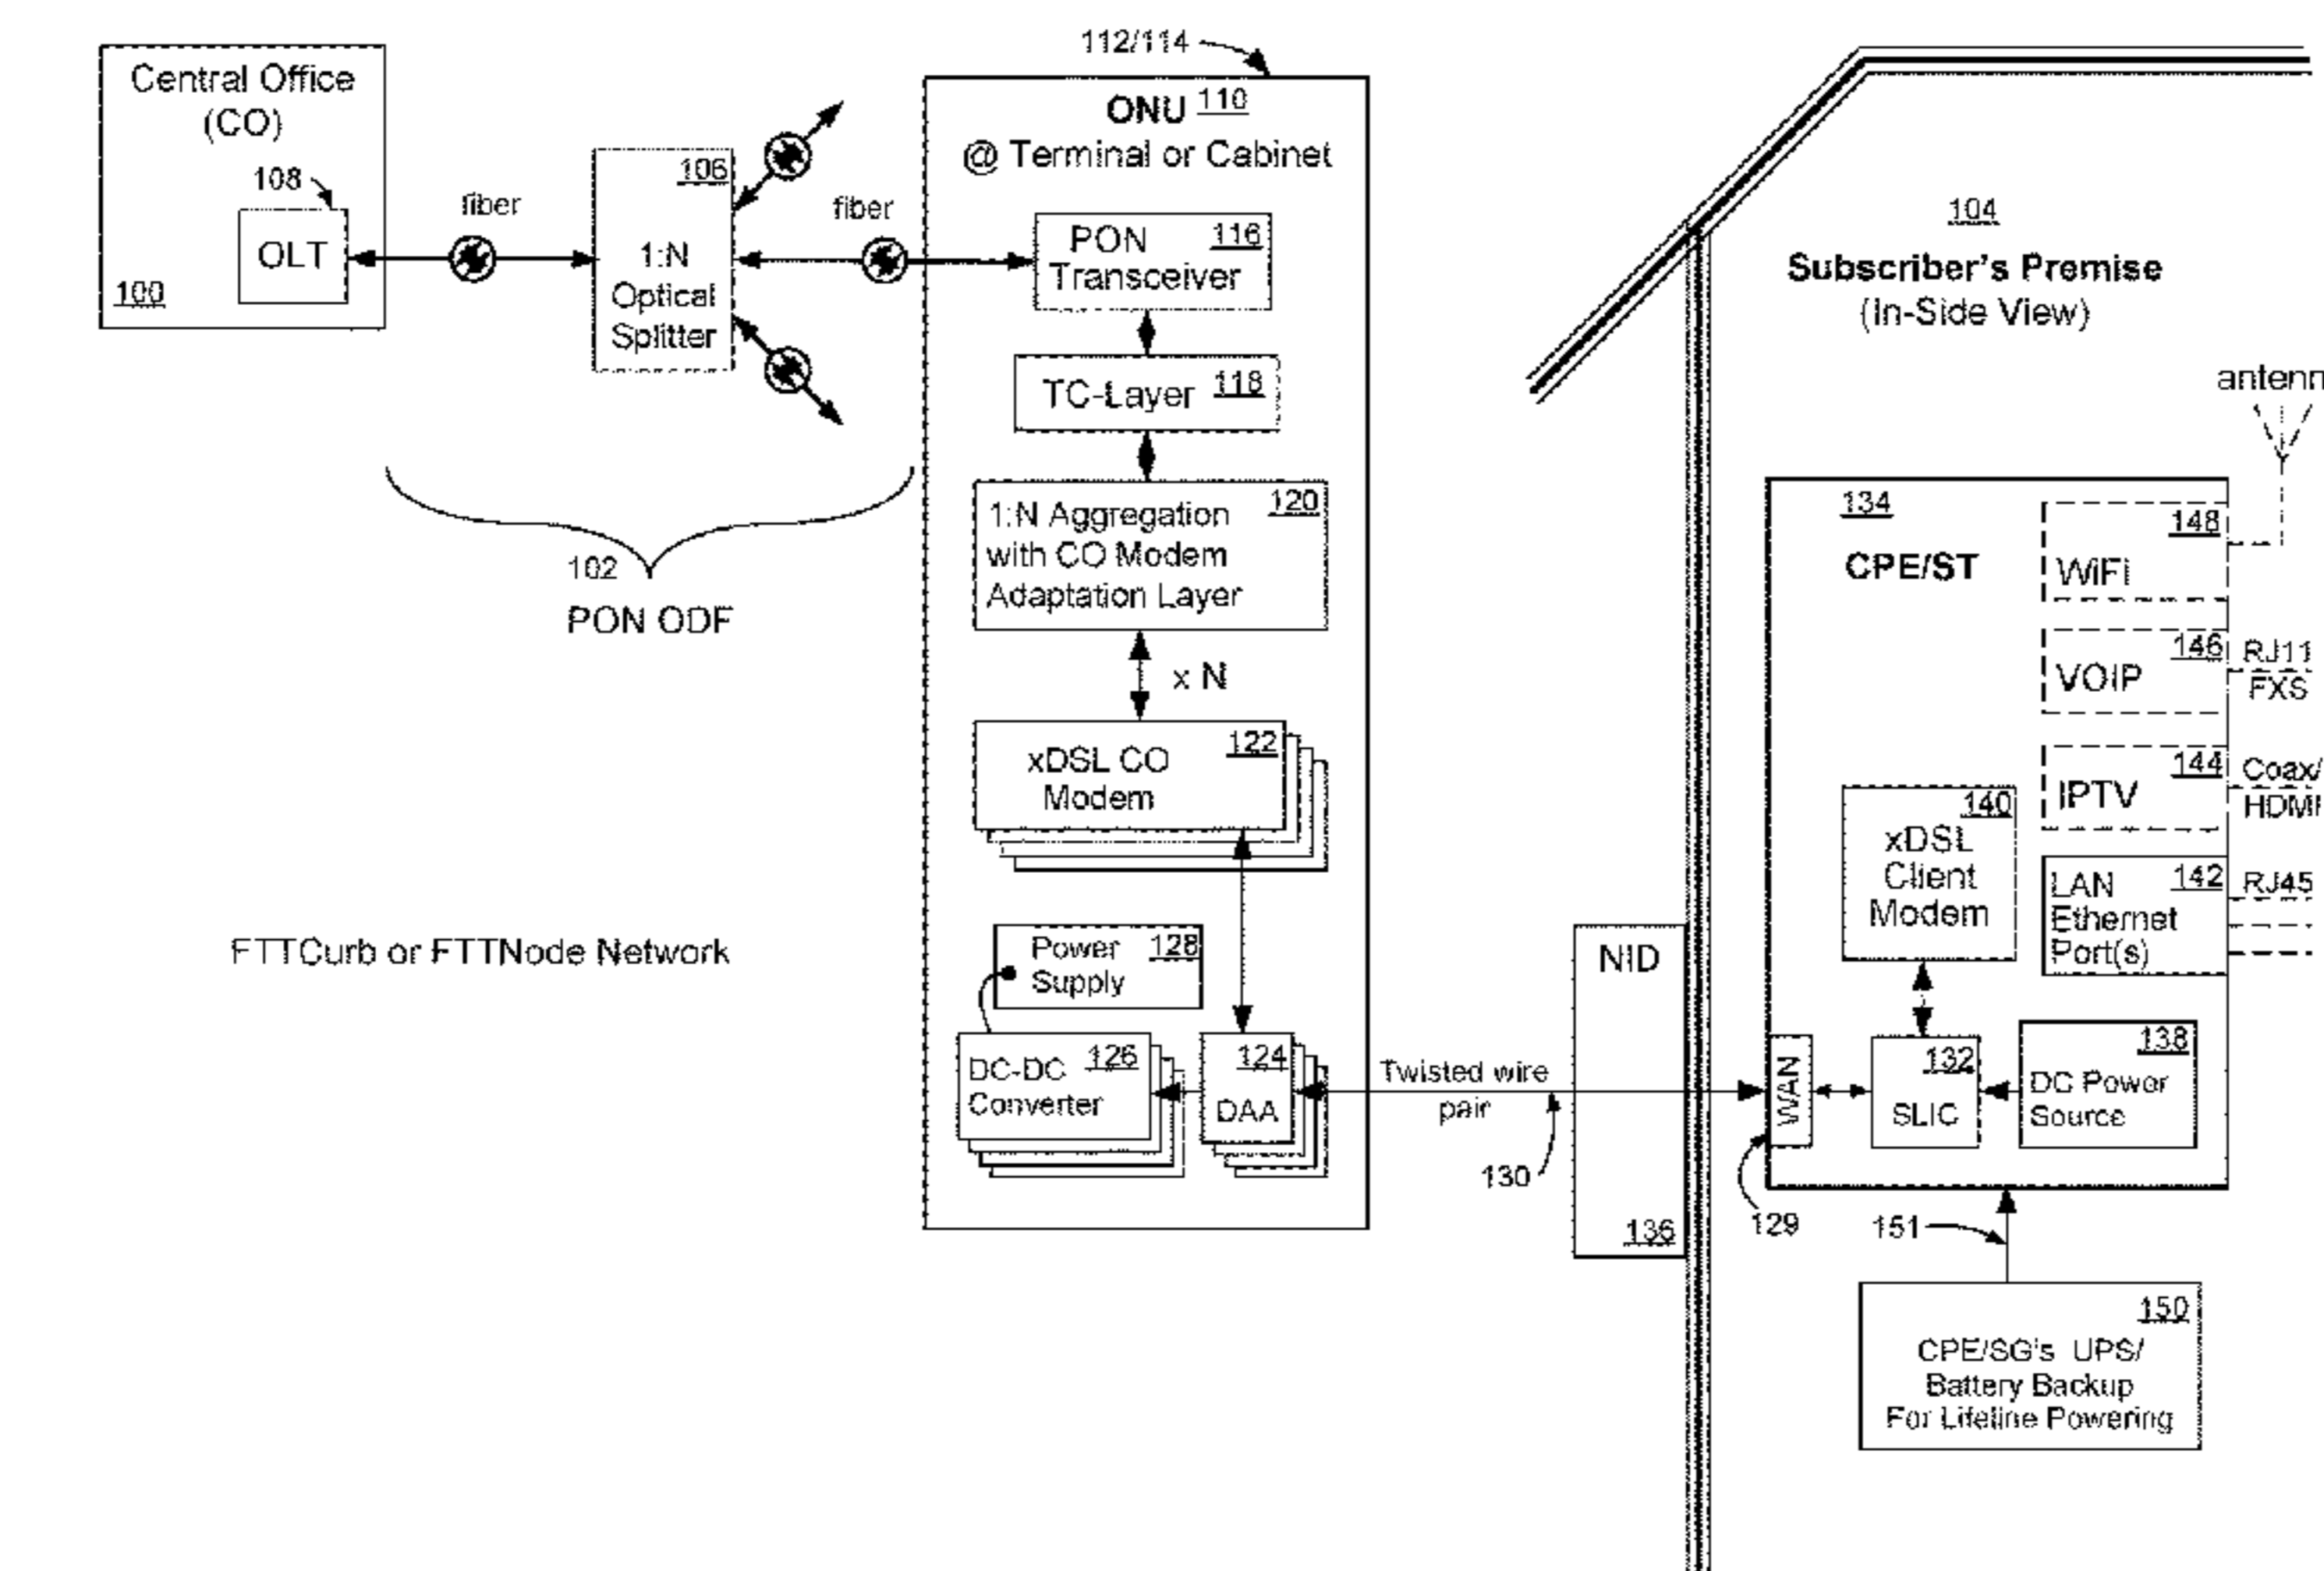 Central Office
(CO)
108
OLT
100
fiber
106
1:N
Optical
Splitter
fiber
102
PON ODF
FTTCurb or FTTNode Network
112/114
ONU 110
@ Terminal or Cabinet
PON 116
Transceiver
TC-Layer 118
1:N Aggregation 120
with CO Modem
Adaptation Layer
x N
xDSL CO 122
Modem
Power 128
Supply
DC-DC 126
Converter
124
DAA
Twisted wire
pair
130
NID
136
104
Subscriber's Premise
(In-Side View)
antenn
134
CPE/ST
148
WiFi
146 RJ11
VOIP FXS
144 Coax/
IPTV HDMI
140
xDSL
Client
Modem
LAN 142 RJ45
Ethernet
Port(s)
WAN
129
132
SLIC
138
DC Power
Source
151
150
CPE/SG's UPS/
Battery Backup
For Lifeline Powering